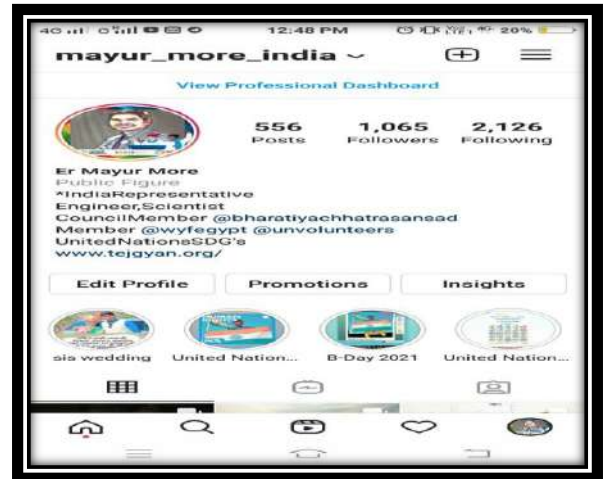 4G 12:48 PM 4G 20%
mayur_more_india
View Professional Dashboard
556 1,065 2,126
Posts Followers Following
Er Mayur More
Public Figure
*IndiaRepresentative
Engineer,Scientist
CouncilMember @bharatiyachhatrasansad
Member @wyfegypt @unvolunteers
UnitedNationsSDG's
www.tejgyan.org/
Edit Profile Promotions Insights
sis wedding United Nation... B-Day 2021 United Nation...